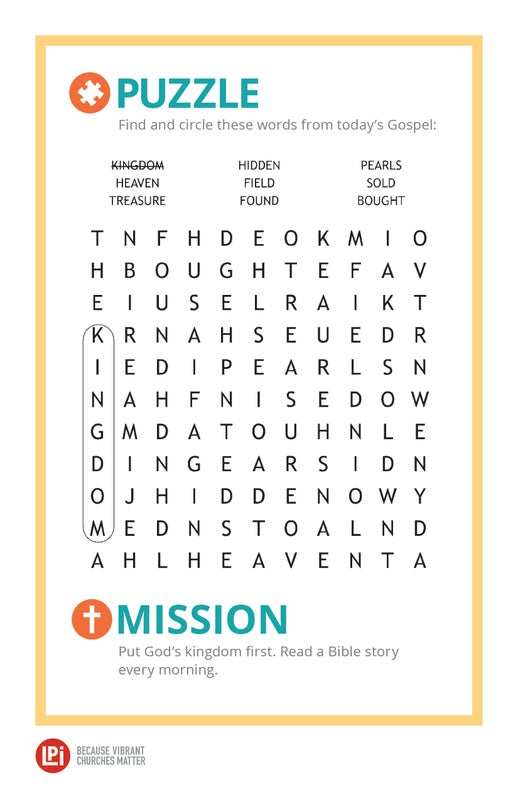 PUZZLE
Find and circle these words from today's Gospel:
KINGDOM HIDDEN PEARLS
HEAVEN FIELD SOLD
TREASURE FOUND BOUGHT
T N F H D E O K M I O
H B O U G H T E F A V
E I U S E L R A I K T
K R N A H S E U E D R
I E D I P E A R L S N
N A H F N I S E D O W
G M D A T O U H N L E
D I N G E A R S I D N
O J H I D D E N O W Y
M E D N S T O A L N D
A H L H E A V E N T A
MISSION
Put God's kingdom first. Read a Bible story
every morning.
LPi
BECAUSE VIBRANT
CHURCHES MATTER